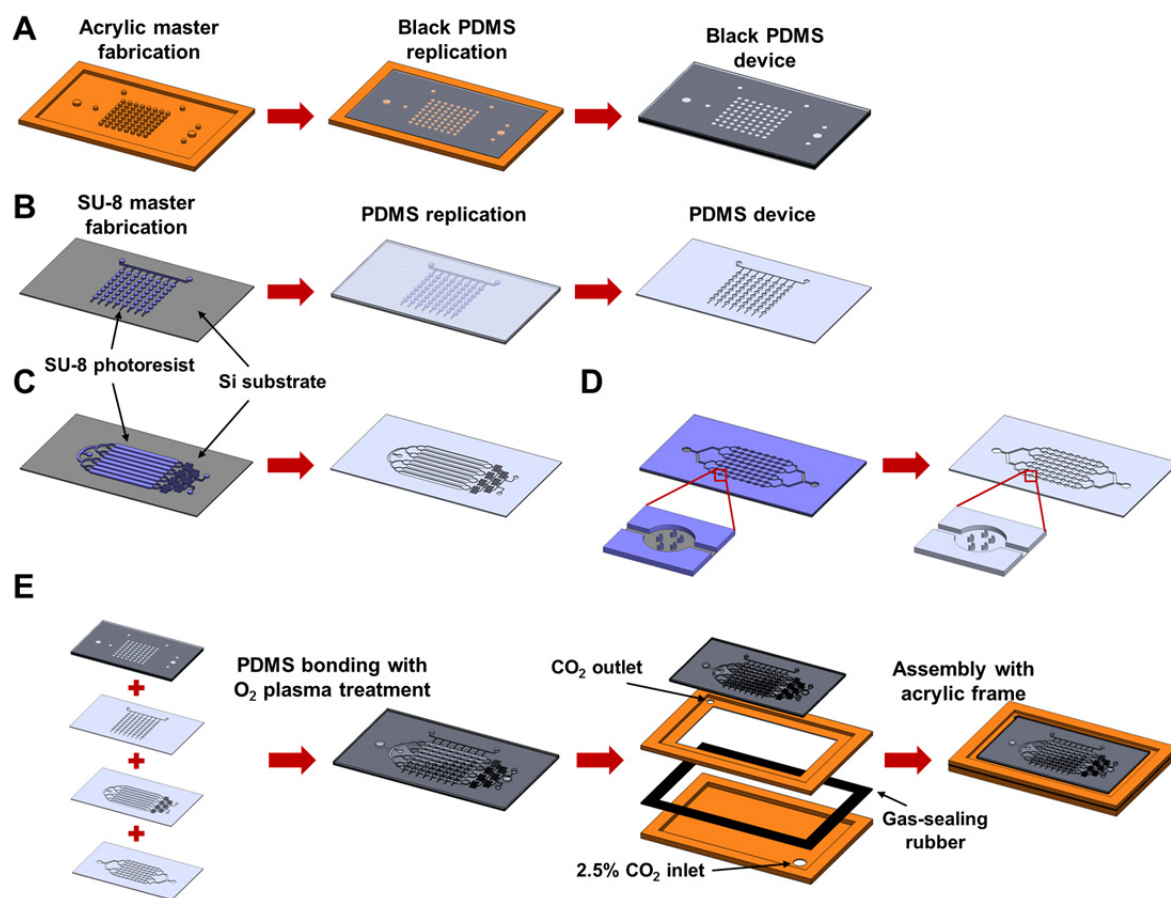 A
Acrylic master
fabrication
Black PDMS
replication
Black PDMS
device
B
SU-8 master
fabrication
PDMS replication
PDMS device
SU-8 photoresist
Si substrate
C
D
E
PDMS bonding with
O₂ plasma treatment
CO₂ outlet
Assembly with
acrylic frame
Gas-sealing
rubber
2.5% CO₂ inlet